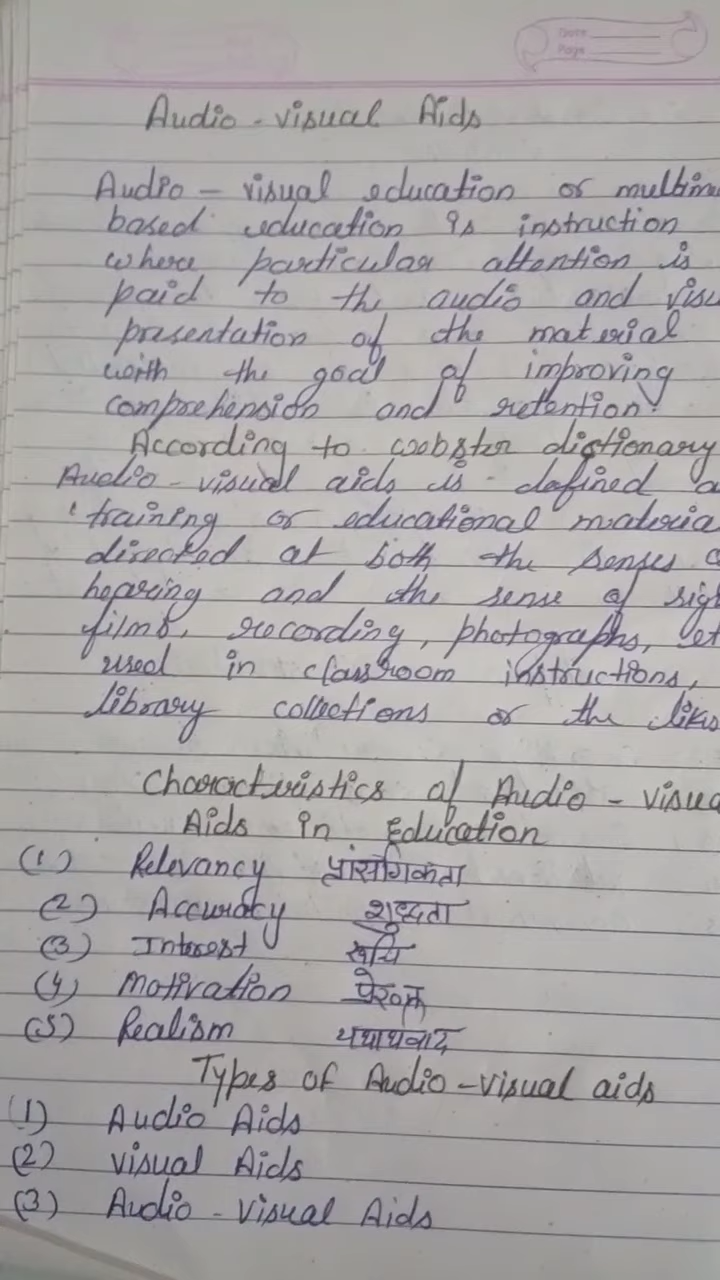 Date
Page
Audio - visual Aids
Audio - visual education or multim
based education is instruction
where particular attention is
paid to the audio and visu
presentation of the material
with the goal of improving
comprehension and retention.
According to webster dictionary
Audio - visual aids is defined a
'training or educational materia
directed at both the senses o
hearing and the sense of sig
films, recording, photographs, et
used in classroom instructions,
library collections or the likes
Characteristics of Audio - visua
Aids in Education
(1) Relevancy प्रासंगिकता
(2) Accuracy शुद्धता
(3) Interest रूचि
(4) Motivation
(5) Realism यथार्थवाद
Types of Audio - visual aids
(1) Audio Aids
(2) visual Aids
(3) Audio - visual Aids